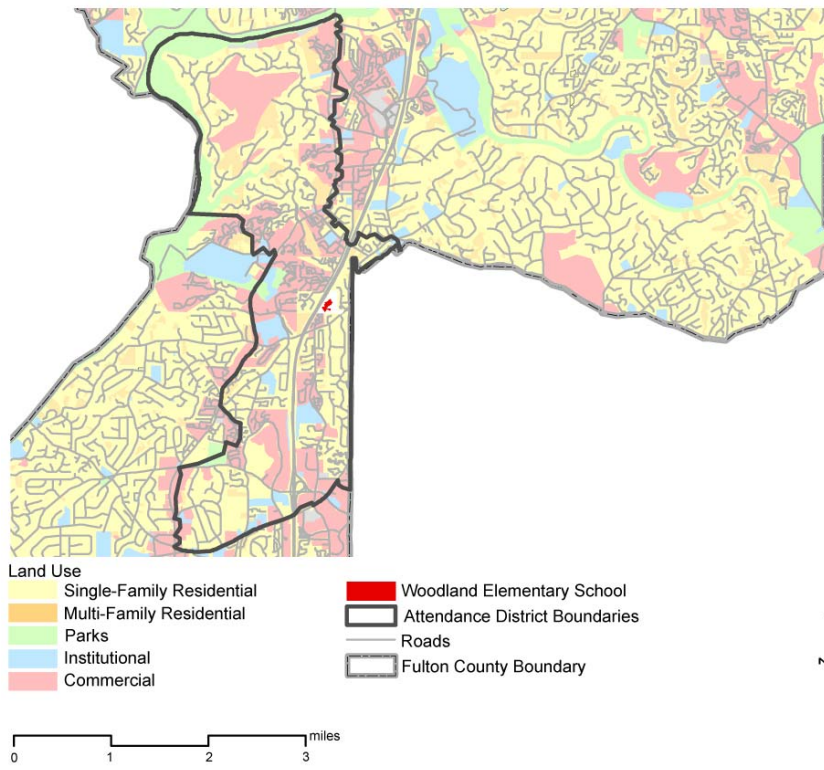 Land Use
Single-Family Residential
Multi-Family Residential
Parks
Institutional
Commercial
Woodland Elementary School
Attendance District Boundaries
Roads
Fulton County Boundary
miles
0 1 2 3